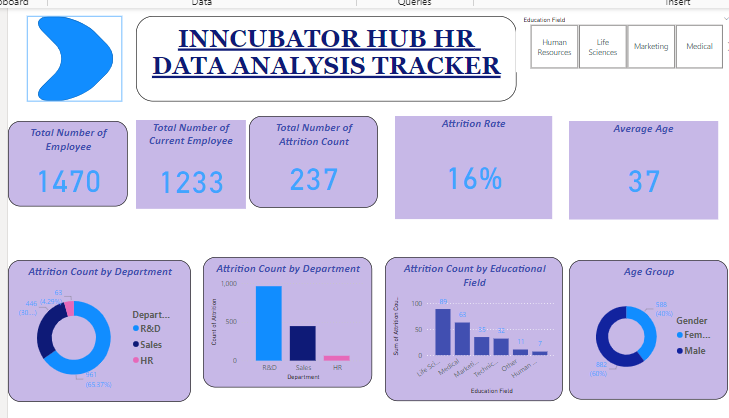 Data
Queries
Insert
INNCUBATOR HUB HR
DATA ANALYSIS TRACKER
Education Field
Human
Resources
Life
Sciences
Marketing
Medical
Total Number of
Employee
1470
Total Number of
Current Employee
1233
Total Number of
Attrition Count
237
Attrition Rate
16%
Average Age
37
Attrition Count by Department
63
(4.29%)
446
(30....)
961
(65.37%)
Depart...
R&D
Sales
HR
Attrition Count by Department
Count of Attrition
1,000
500
0
R&D
Sales
HR
Department
Attrition Count by Educational
Field
Sum of Attrition Cou...
100
50
0
89
63
35
32
11
7
Life Sci...
Medical
Marketi...
Technic...
Other
Human ...
Education Field
Age Group
588
(40%)
882
(60%)
Gender
Fem...
Male